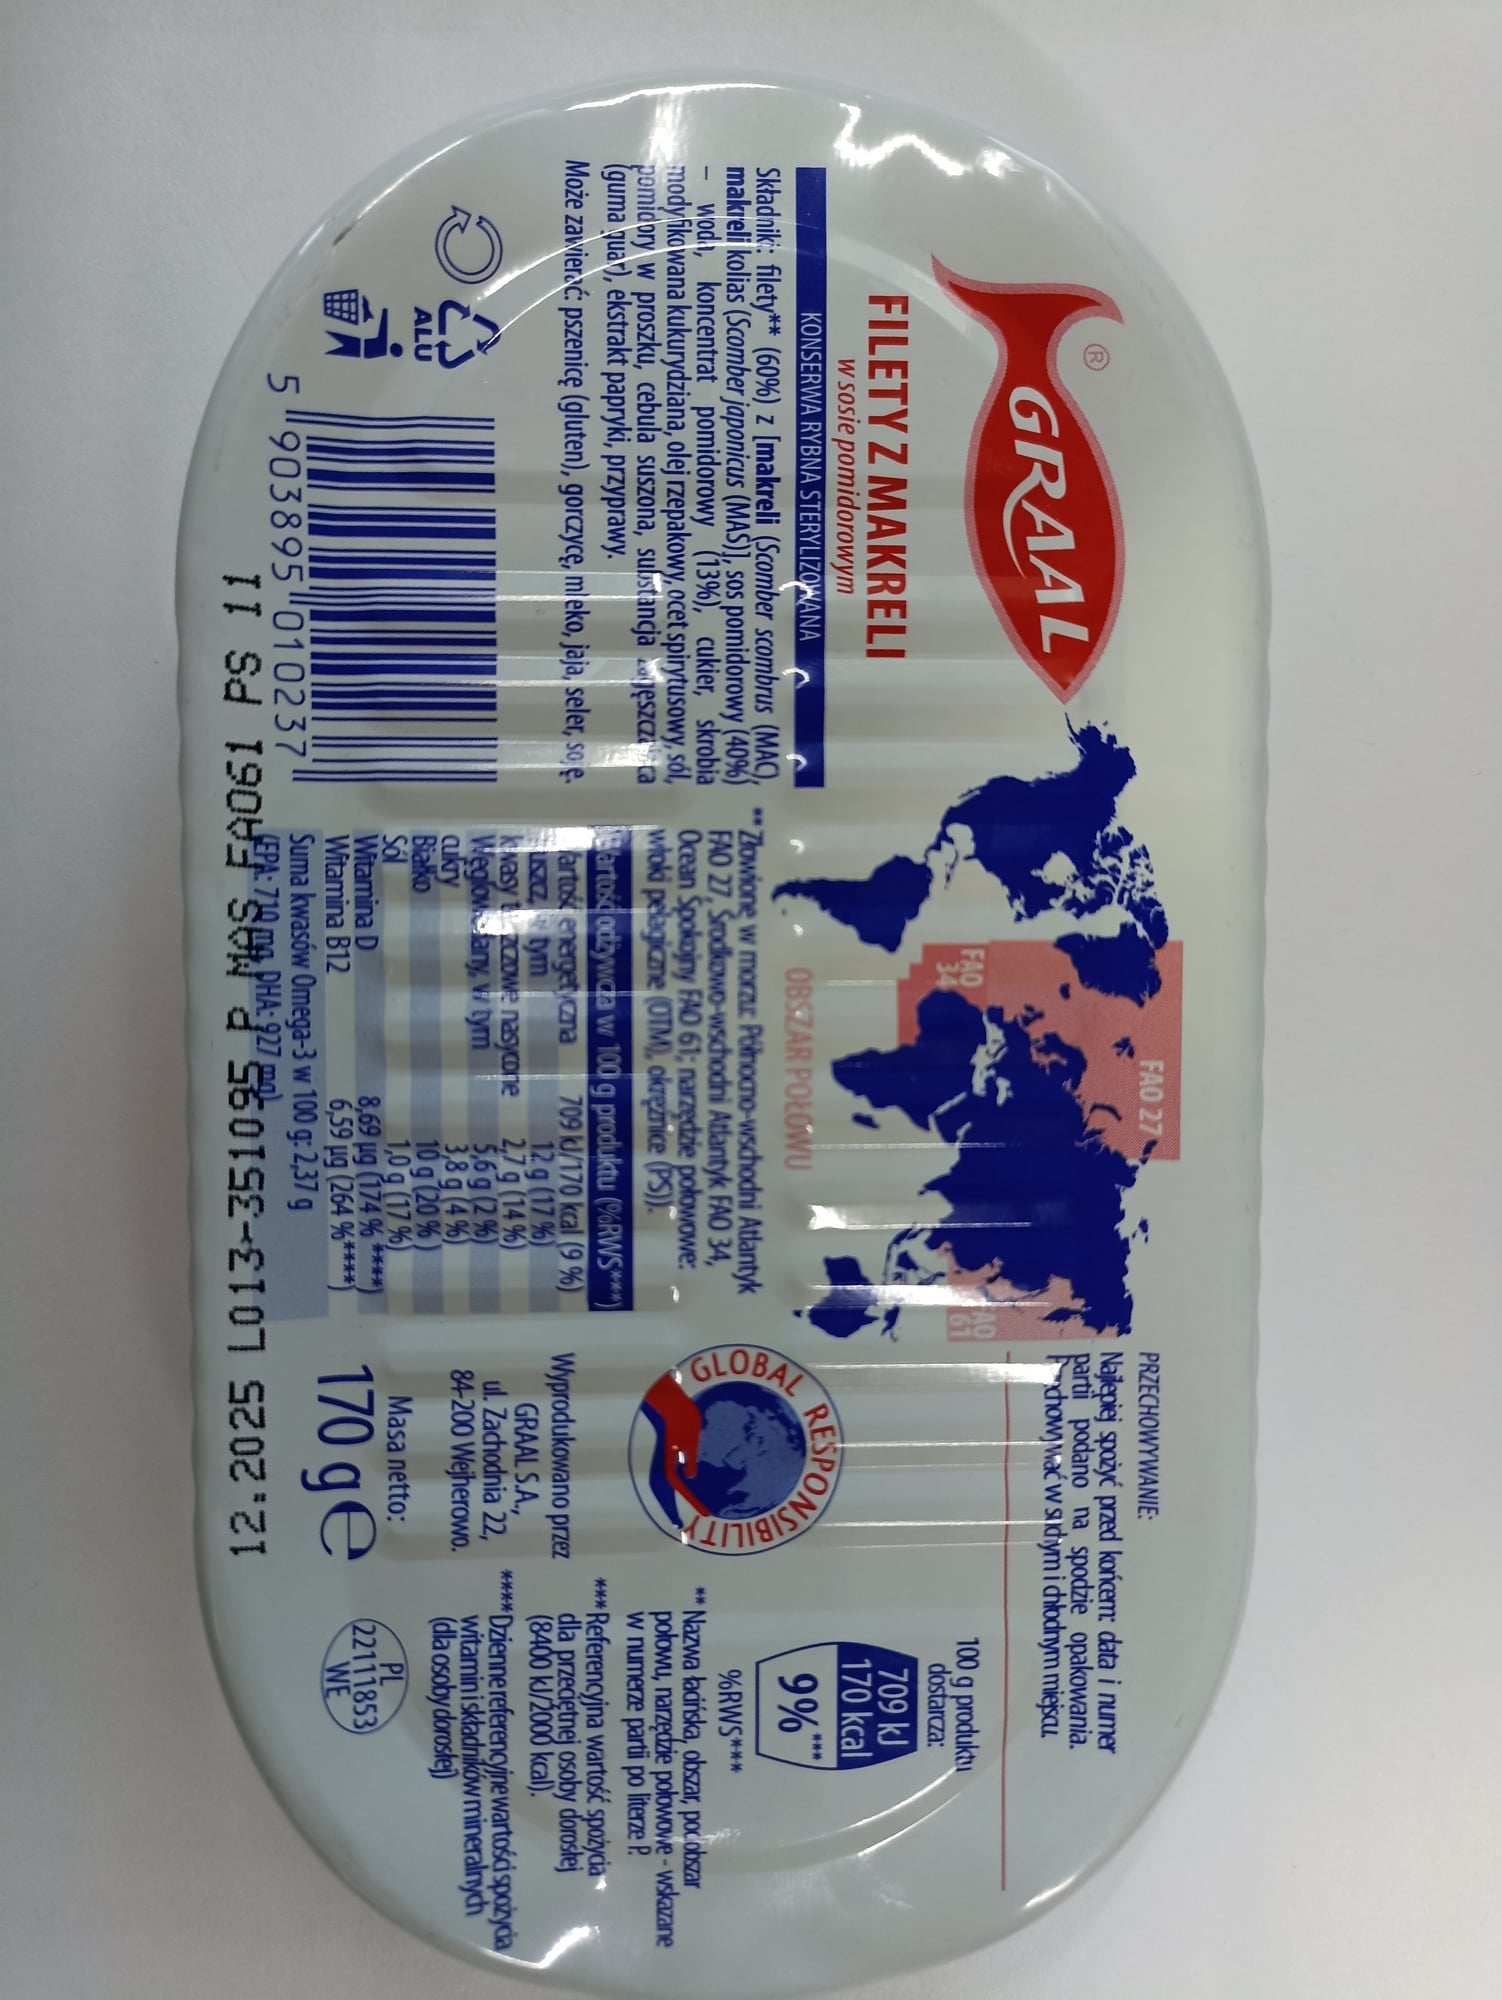 GRAAL
®
FILETY Z MAKRELI
w sosie pomidorowym
KONSERWA RYBNA STERYLIZOWANA
Składniki: filety** (60%) z [makreli (Scomber scombrus (MAC),
makreli kolias (Scomber japonicus (MAS)], sos pomidorowy (40%)
– woda, koncentrat pomidorowy (13%), cukier, skrobia
modyfikowana kukurydziana, olej rzepakowy, ocet spirytusowy, sól,
pomidory w proszku, cebula suszona, substancja zagęszczająca
(guma guar), ekstrakt papryki, przyprawy.
Może zawierać: pszenicę (gluten), gorczycę, mleko, jaja, seler, soję.
ALU
5 903895 010237
FAO 27
FAO
34
FAO
61
OBSZAR POŁOWU
** Złowione w morzu: Północno-wschodni Atlantyk
FAO 27, Środkowo-wschodni Atlantyk FAO 34,
Ocean Spokojny FAO 61; narzędzie połowowe:
włoki pelagiczne (OTM), okrężnice (PS)).
Wartość odżywcza w 100 g produktu (%RWS***)
Wartość energetyczna 709 kJ/170 kcal (9 %)
Tłuszcz, w tym 12 g (17 %)
kwasy tłuszczowe nasycone 2,7 g (14 %)
Węglowodany, w tym 5,6 g (2 %)
cukry 3,8 g (4 %)
Białko 10 g (20 %)
Sól 1,0 g (17 %)
Witamina D 8,69 µg (174 % ****)
Witamina B12 6,59 µg (264 %****)
Suma kwasów Omega-3 w 100 g: 2,37 g
(EPA: 710 mg DHA: 927 mg)
PRZECHOWYWANIE:
Najlepiej spożyć przed końcem: data i numer
partii podano na spodzie opakowania.
Przechowywać w suchym i chłodnym miejscu.
GLOBAL RESPONSIBILITY
Wyprodukowano przez
GRAAL S.A.,
ul. Zachodnia 22,
84-200 Wejherowo.
Masa netto:
170 g e
100 g produktu
dostarcza:
709 kJ
170 kcal
9%***
%RWS***
** Nazwa łacińska, obszar, podobszar
połowu, narzędzie połowowe - wskazane
w numerze partii po literze P.
*** Referencyjna wartość spożycia
dla przeciętnej osoby dorosłej
(8400 kJ/2000 kcal).
**** Dzienne referencyjne wartości spożycia
witamin i składników mineralnych
(dla osoby dorosłej)
PL
22111853
WE
12.2025 L013-351095 P MAS FAO61 PS 11